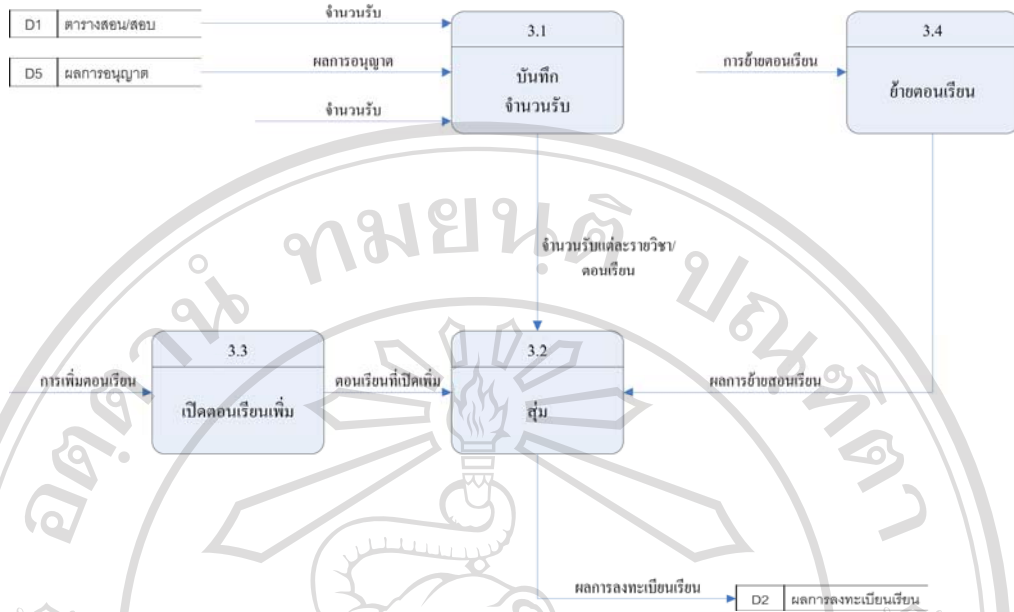 จำนวนรับ
D1 ตารางสอน/สอบ
3.1
3.4
ผลการอนุญาต
การย้ายตอนเรียน
D5 ผลการอนุญาต
บันทึก
จำนวนรับ
ย้ายตอนเรียน
จำนวนรับ
จำนวนรับแต่ละรายวิชา/
ตอนเรียน
3.3
3.2
การเพิ่มตอนเรียน
ตอนเรียนที่เปิดเพิ่ม
ผลการย้ายสอนเรียน
เปิดตอนเรียนเพิ่ม
สุ่ม
ผลการลงทะเบียนเรียน
D2 ผลการลงทะเบียนเรียน